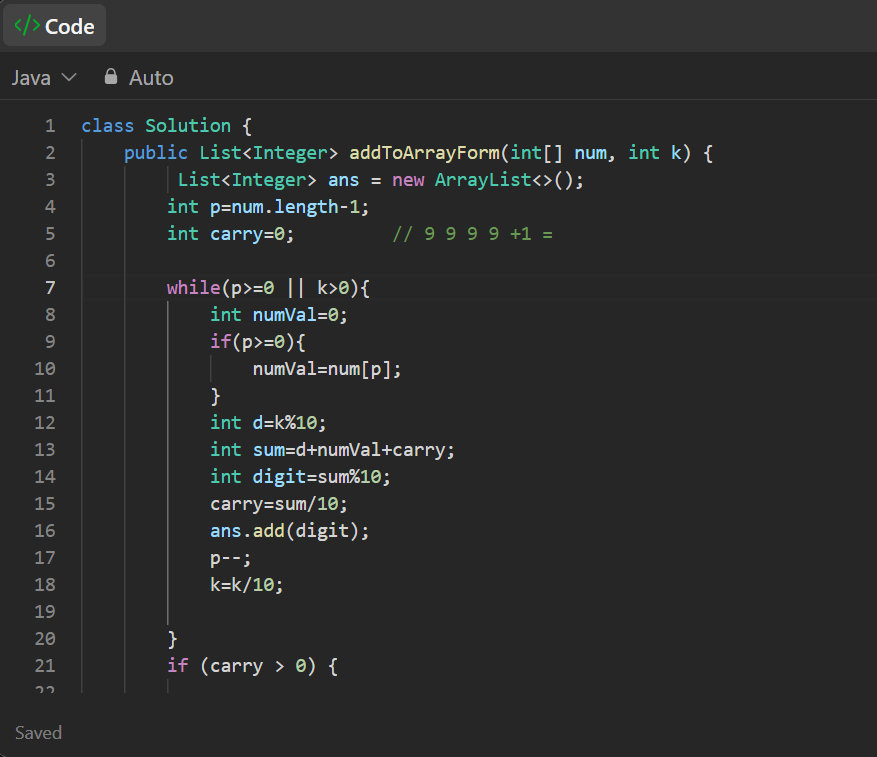 </> Code
Java Auto
1 class Solution {
2 public List<Integer> addToArrayForm(int[] num, int k) {
3 List<Integer> ans = new ArrayList<>();
4 int p=num.length-1;
5 int carry=0; // 9 9 9 9 +1 =
6
7 while(p>=0 || k>0){
8 int numVal=0;
9 if(p>=0){
10 numVal=num[p];
11 }
12 int d=k%10;
13 int sum=d+numVal+carry;
14 int digit=sum%10;
15 carry=sum/10;
16 ans.add(digit);
17 p--;
18 k=k/10;
19
20 }
21 if (carry > 0) {
22
Saved